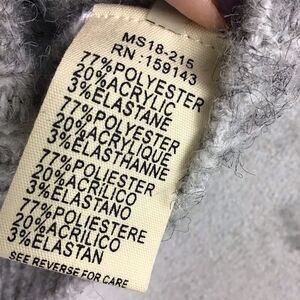 MS18-215
RN:159143
77%POLYESTER
20%ACRYLIC
3%ELASTANE
77%POLYESTER
20%ACRYLIQUE
3%ELASTHANNE
77%POLIESTER
20%ACRILICO
3%ELASTANO
77%POLIESTERE
20%ACRILICO
3%ELASTAN
SEE REVERSE FOR CARE